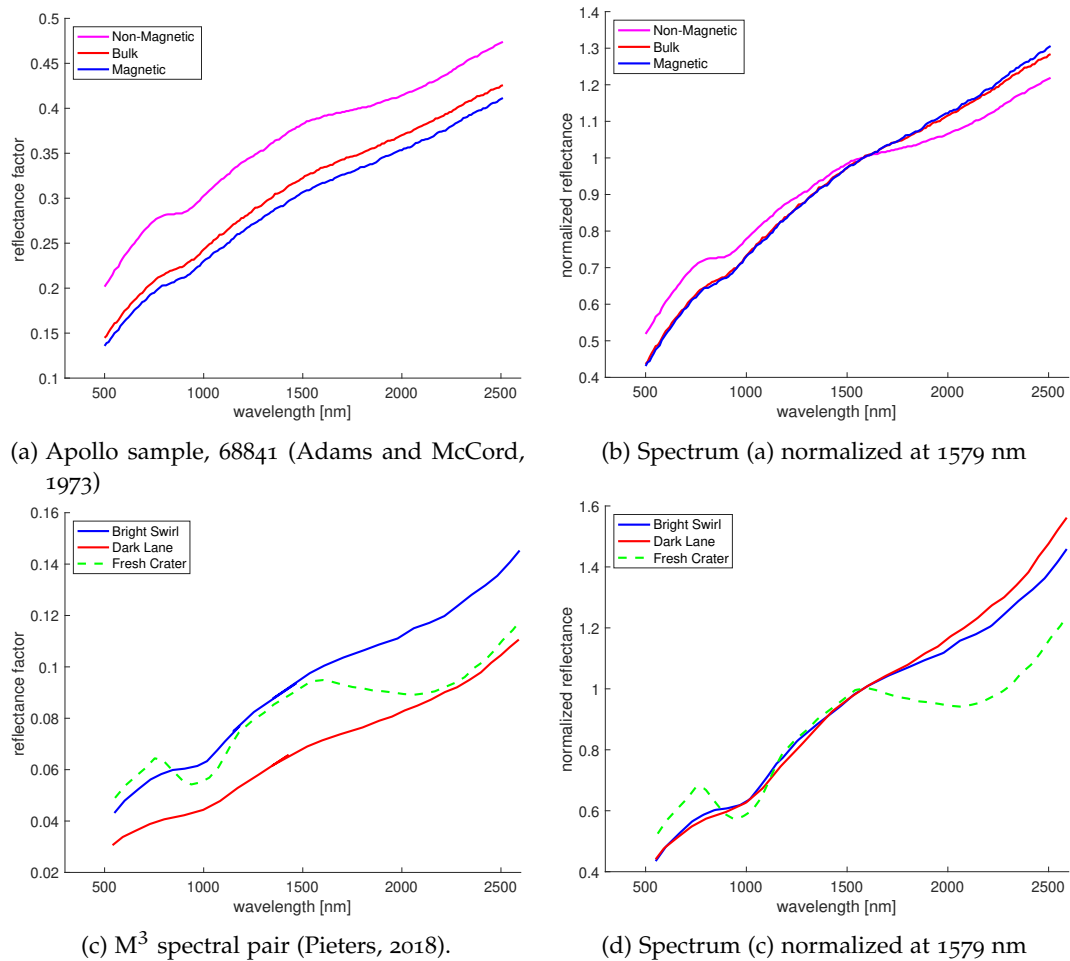 0.5
0.45
0.4
0.35
0.3
0.25
0.2
0.15
0.1
reflectance factor
Non-Magnetic
Bulk
Magnetic
500 1000 1500 2000 2500
wavelength [nm]
(a) Apollo sample, 68841 (Adams and McCord,
1973)
1.3
1.2
1.1
1
0.9
0.8
0.7
0.6
0.5
0.4
normalized reflectance
Non-Magnetic
Bulk
Magnetic
500 1000 1500 2000 2500
wavelength [nm]
(b) Spectrum (a) normalized at 1579 nm
0.16
0.14
0.12
0.1
0.08
0.06
0.04
0.02
reflectance factor
Bright Swirl
Dark Lane
Fresh Crater
500 1000 1500 2000 2500
wavelength [nm]
(c) M³ spectral pair (Pieters, 2018).
1.6
1.4
1.2
1
0.8
0.6
0.4
normalized reflectance
Bright Swirl
Dark Lane
Fresh Crater
500 1000 1500 2000 2500
wavelength [nm]
(d) Spectrum (c) normalized at 1579 nm